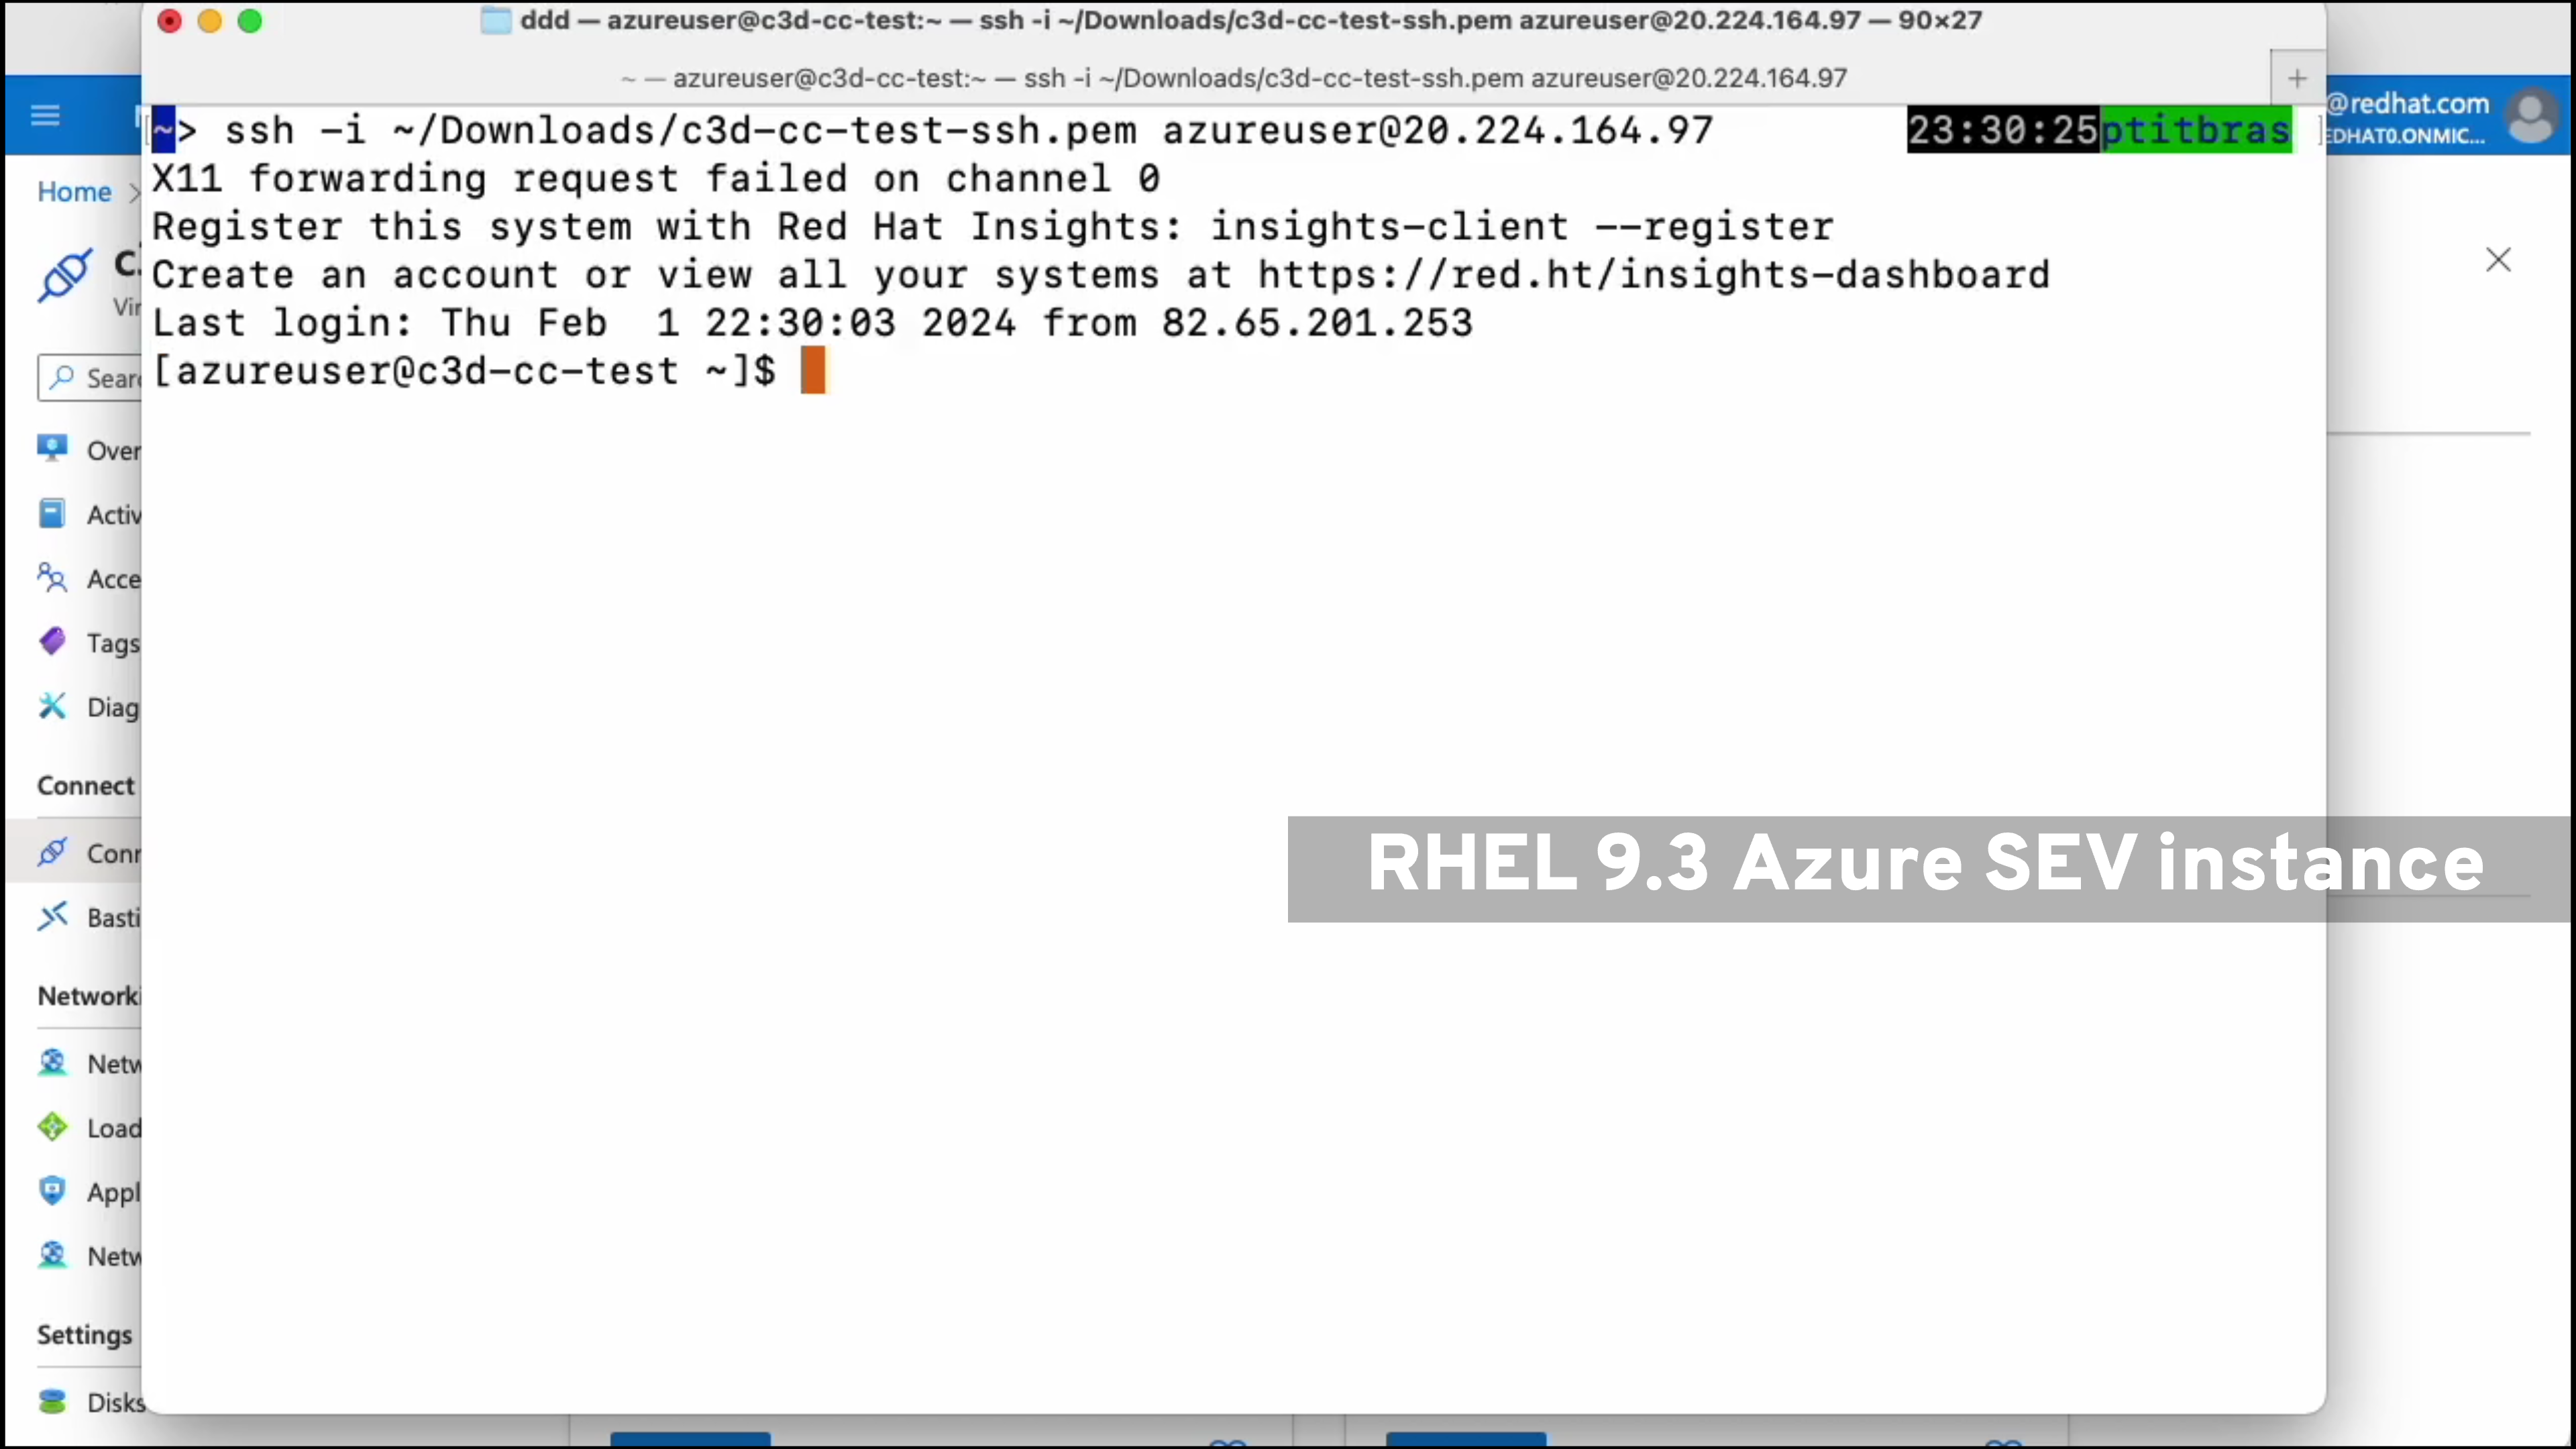 ddd — azureuser@c3d-cc-test:~ — ssh -i ~/Downloads/c3d-cc-test-ssh.pem azureuser@20.224.164.97 — 90×27
~ — azureuser@c3d-cc-test:~ — ssh -i ~/Downloads/c3d-cc-test-ssh.pem azureuser@20.224.164.97
+
~> ssh -i ~/Downloads/c3d-cc-test-ssh.pem azureuser@20.224.164.97 23:30:25ptitbras
X11 forwarding request failed on channel 0
Register this system with Red Hat Insights: insights-client --register
Create an account or view all your systems at https://red.ht/insights-dashboard
Last login: Thu Feb  1 22:30:03 2024 from 82.65.201.253
[azureuser@c3d-cc-test ~]$
@redhat.com
EDHAT0.ONMIC...
Home >
c
Vir
Sear
Over
Activ
Acce
Tags
Diag
Connect
Conn
Basti
Networki
Netw
Load
Appl
Netw
Settings
Disks
RHEL 9.3 Azure SEV instance